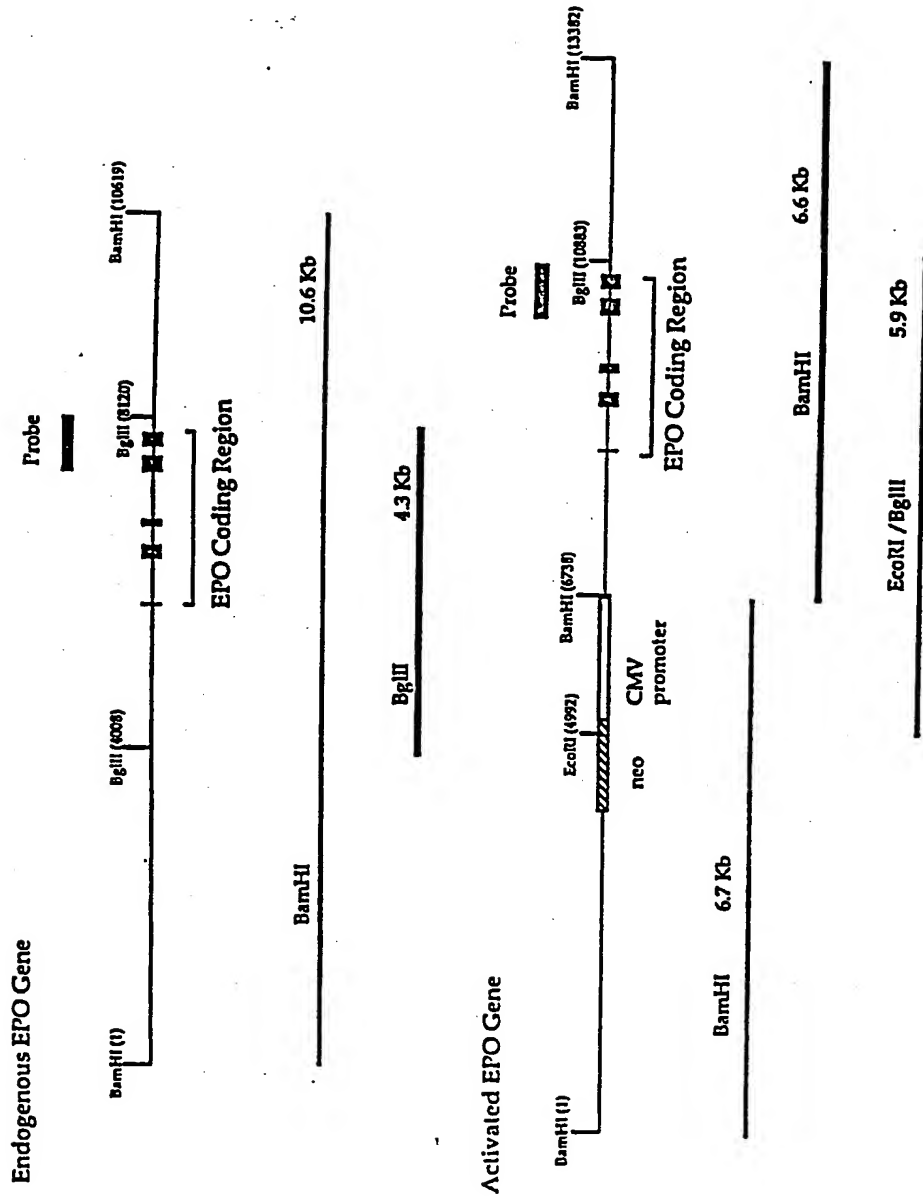 Endogenous EPO Gene
Probe
BamHI (1)
BglII (4008)
BglII (8120)
BamHI (10619)
EPO Coding Region
BamHI
10.6 Kb
BglII
4.3 Kb
Activated EPO Gene
Probe
BamHI (1)
EcoRI (4992)
BamHI (6738)
BglII (10883)
BamHI (13382)
neo
CMV
promoter
EPO Coding Region
BamHI
6.7 Kb
BamHI
6.6 Kb
EcoRI / BglII
5.9 Kb